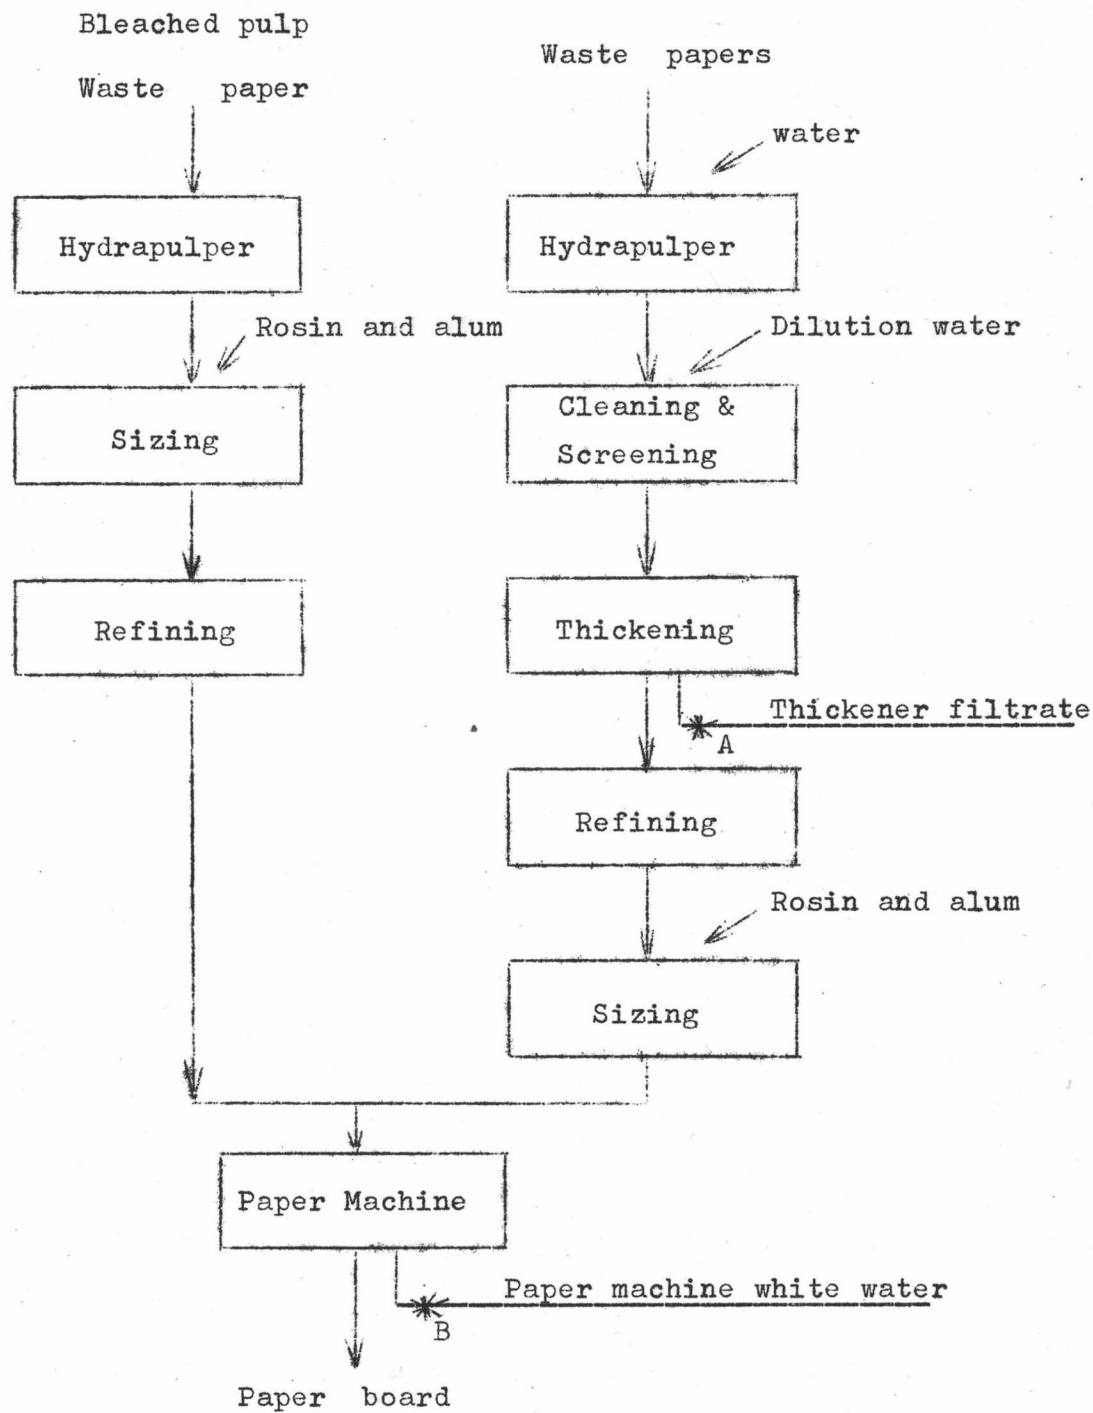 Bleached pulp
Waste paper
Waste papers
water
Hydrapulper
Hydrapulper
Rosin and alum
Dilution water
Sizing
Cleaning &
Screening
Refining
Thickening
Thickener filtrate
A
Refining
Rosin and alum
Sizing
Paper Machine
Paper machine white water
B
Paper board